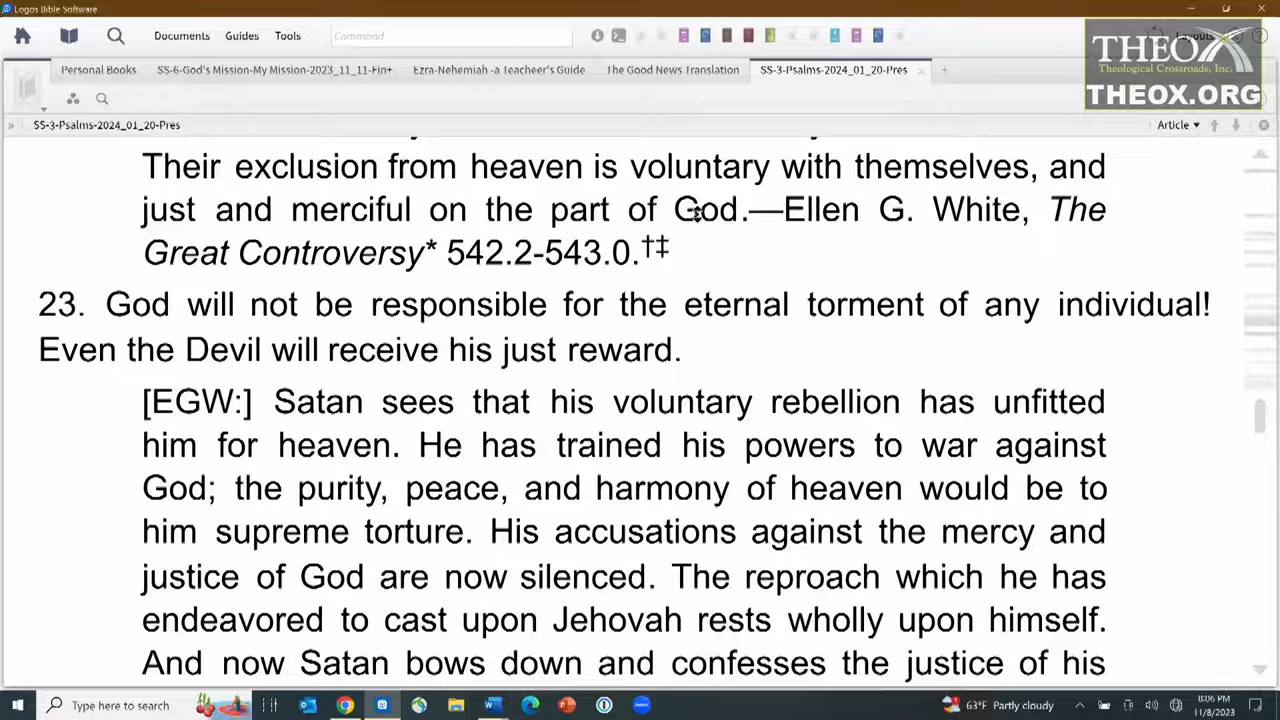 Logos Bible Software
Documents Guides Tools Command Layouts
THEOX
Theological Crossroads, Inc.
THEOX.ORG
Personal Books SS-6-God's Mission-My Mission-2023_11_11-Fin+ Teacheer's Guide The Good News Translation SS-3-Psalms-2024_01_20-Pres
SS-3-Psalms-2024_01_20-Pres Article
Their exclusion from heaven is voluntary with themselves, and
just and merciful on the part of God.—Ellen G. White, The
Great Controversy* 542.2-543.0.†‡
23. God will not be responsible for the eternal torment of any individual!
Even the Devil will receive his just reward.
[EGW:] Satan sees that his voluntary rebellion has unfitted
him for heaven. He has trained his powers to war against
God; the purity, peace, and harmony of heaven would be to
him supreme torture. His accusations against the mercy and
justice of God are now silenced. The reproach which he has
endeavored to cast upon Jehovah rests wholly upon himself.
And now Satan bows down and confesses the justice of his
Type here to search 63°F Partly cloudy 8:06 PM
11/8/2023